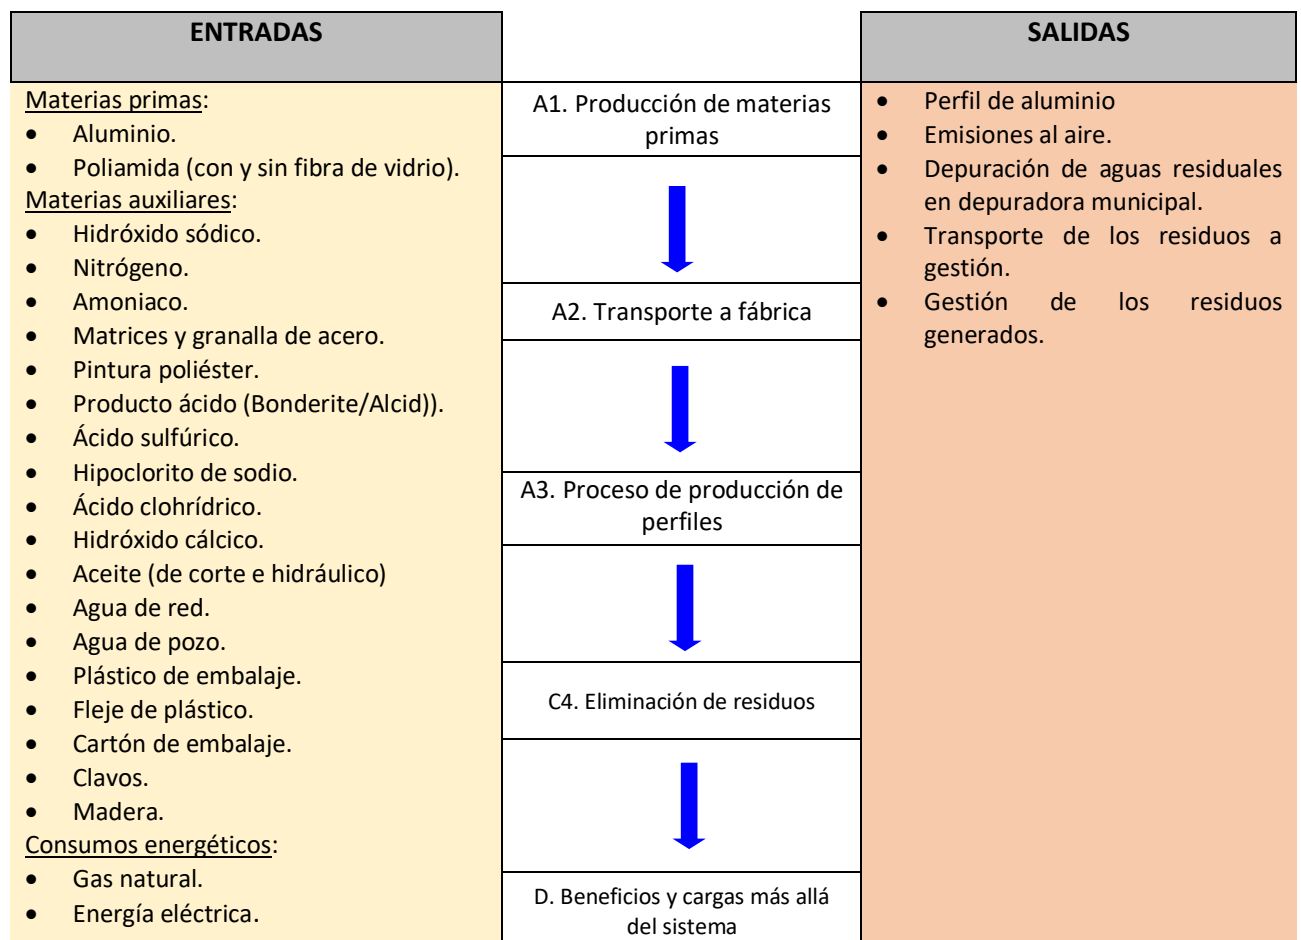 ENTRADAS
Materias primas:
• Aluminio.
• Poliamida (con y sin fibra de vidrio).
Materias auxiliares:
• Hidróxido sódico.
• Nitrógeno.
• Amoniaco.
• Matrices y granalla de acero.
• Pintura poliéster.
• Producto ácido (Bonderite/Alcid)).
• Ácido sulfúrico.
• Hipoclorito de sodio.
• Ácido clohrídrico.
• Hidróxido cálcico.
• Aceite (de corte e hidráulico)
• Agua de red.
• Agua de pozo.
• Plástico de embalaje.
• Fleje de plástico.
• Cartón de embalaje.
• Clavos.
• Madera.
Consumos energéticos:
• Gas natural.
• Energía eléctrica.
A1. Producción de materias
primas
A2. Transporte a fábrica
A3. Proceso de producción de
perfiles
C4. Eliminación de residuos
D. Beneficios y cargas más allá
del sistema
SALIDAS
• Perfil de aluminio
• Emisiones al aire.
• Depuración de aguas residuales
en depuradora municipal.
• Transporte de los residuos a
gestión.
• Gestión de los residuos
generados.